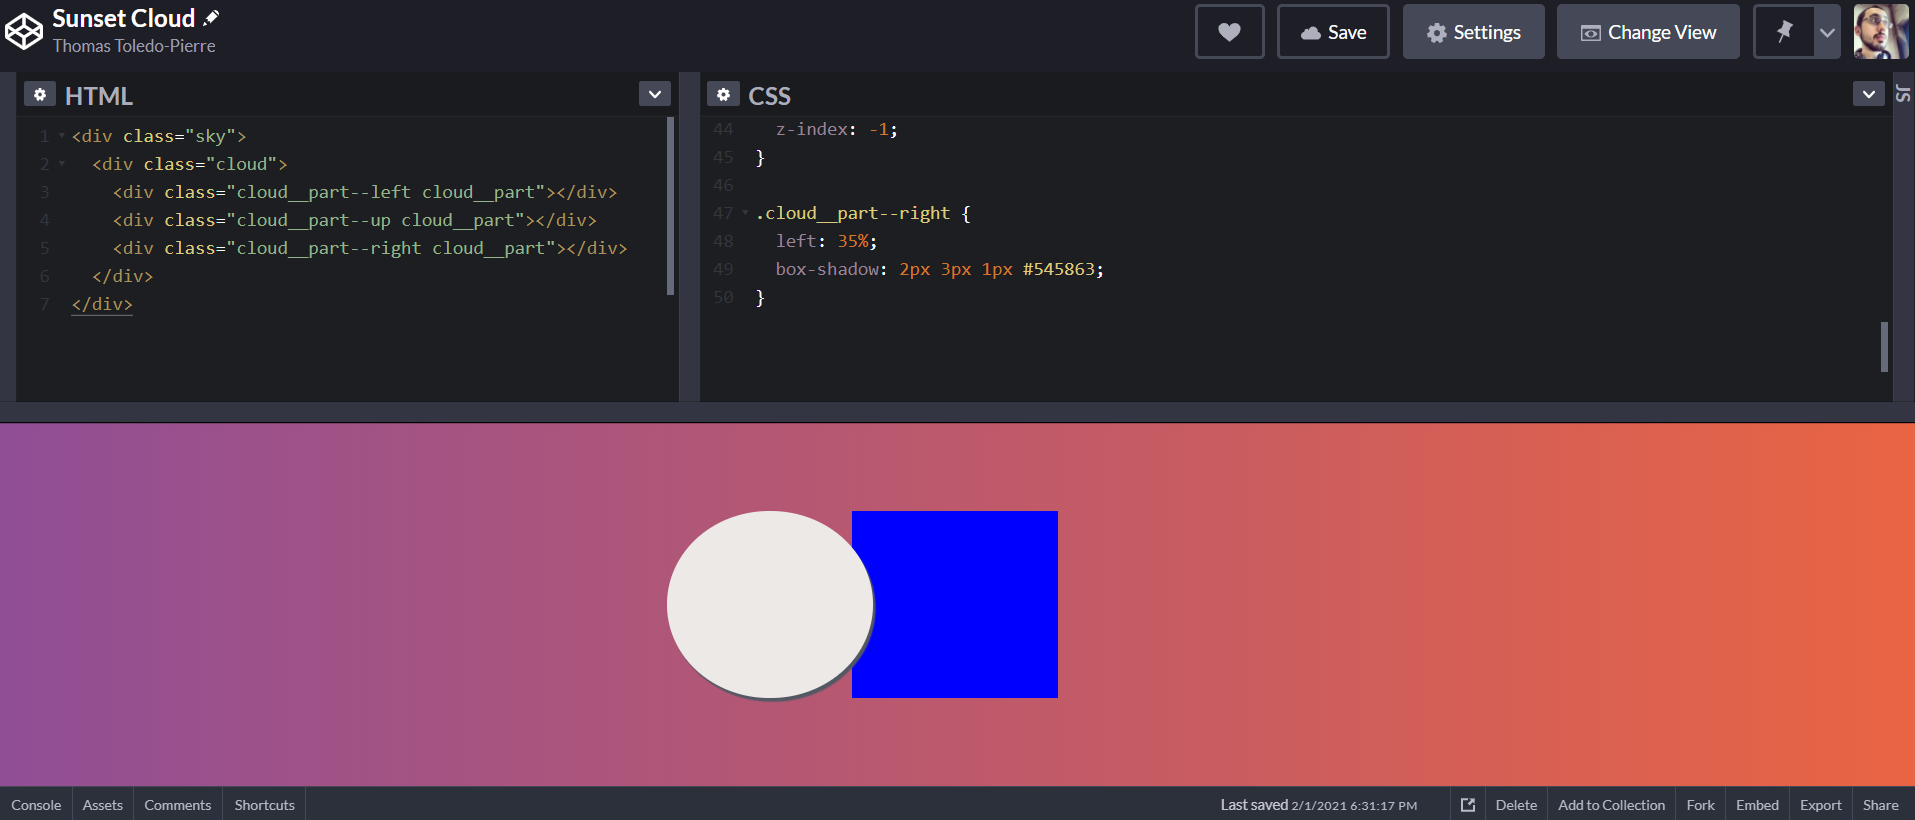 Sunset Cloud
Thomas Toledo-Pierre
Save
Settings
Change View
HTML
1 <div class="sky">
2   <div class="cloud">
3     <div class="cloud__part--left cloud__part"></div>
4     <div class="cloud__part--up cloud__part"></div>
5     <div class="cloud__part--right cloud__part"></div>
6   </div>
7 </div>
CSS
44   z-index: -1;
45 }
46
47 .cloud__part--right {
48   left: 35%;
49   box-shadow: 2px 3px 1px #545863;
50 }
JS
Console
Assets
Comments
Shortcuts
Last saved 2/1/2021 6:31:17 PM
Delete
Add to Collection
Fork
Embed
Export
Share